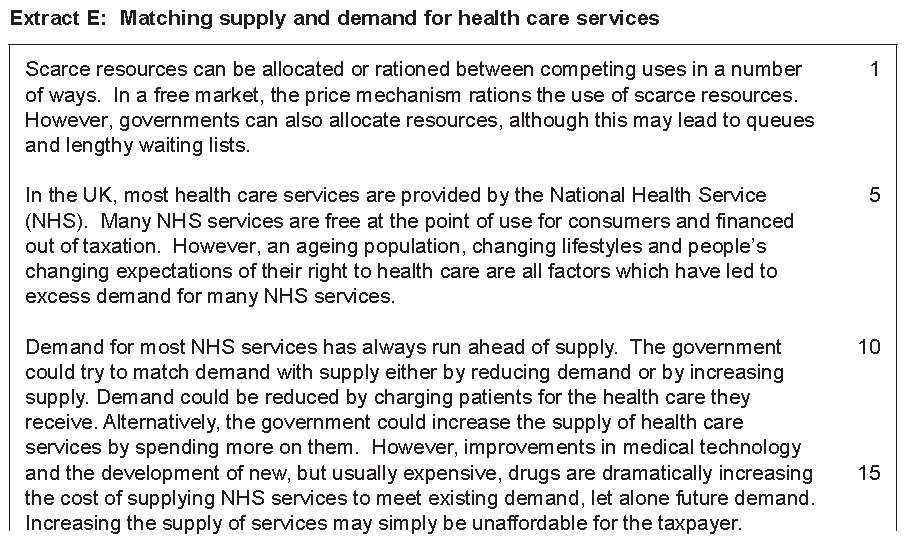 Extract E: Matching supply and demand for health care services
Scarce resources can be allocated or rationed between competing uses in a number 1
of ways. In a free market, the price mechanism rations the use of scarce resources.
However, governments can also allocate resources, although this may lead to queues
and lengthy waiting lists.
In the UK, most health care services are provided by the National Health Service 5
(NHS). Many NHS services are free at the point of use for consumers and financed
out of taxation. However, an ageing population, changing lifestyles and people's
changing expectations of their right to health care are all factors which have led to
excess demand for many NHS services.
Demand for most NHS services has always run ahead of supply. The government 10
could try to match demand with supply either by reducing demand or by increasing
supply. Demand could be reduced by charging patients for the health care they
receive. Alternatively, the government could increase the supply of health care
services by spending more on them. However, improvements in medical technology
and the development of new, but usually expensive, drugs are dramatically increasing 15
the cost of supplying NHS services to meet existing demand, let alone future demand.
Increasing the supply of services may simply be unaffordable for the taxpayer.